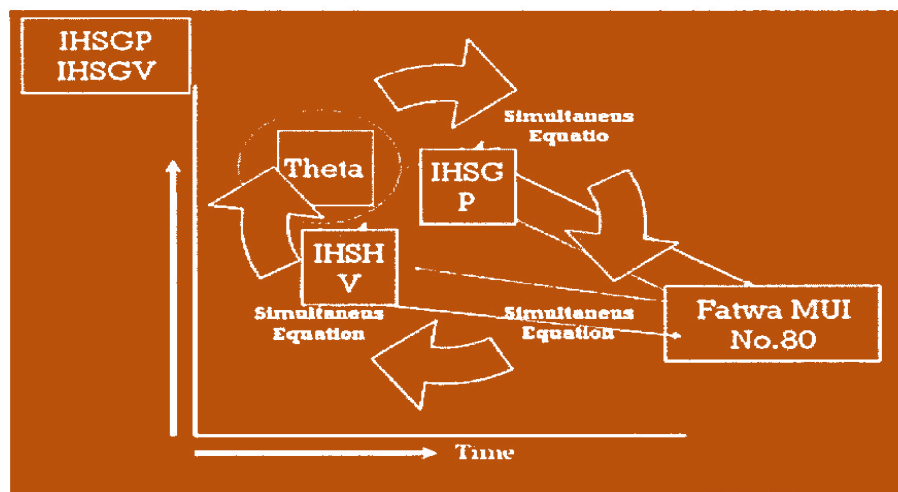 IHSGP
IHSGV
Simultaneus
Equatio
Theta
IHSG
P
IHSH
V
Simultaneus
Equation
Simultaneus
Equation
Fatwa MUI
No.80
Time